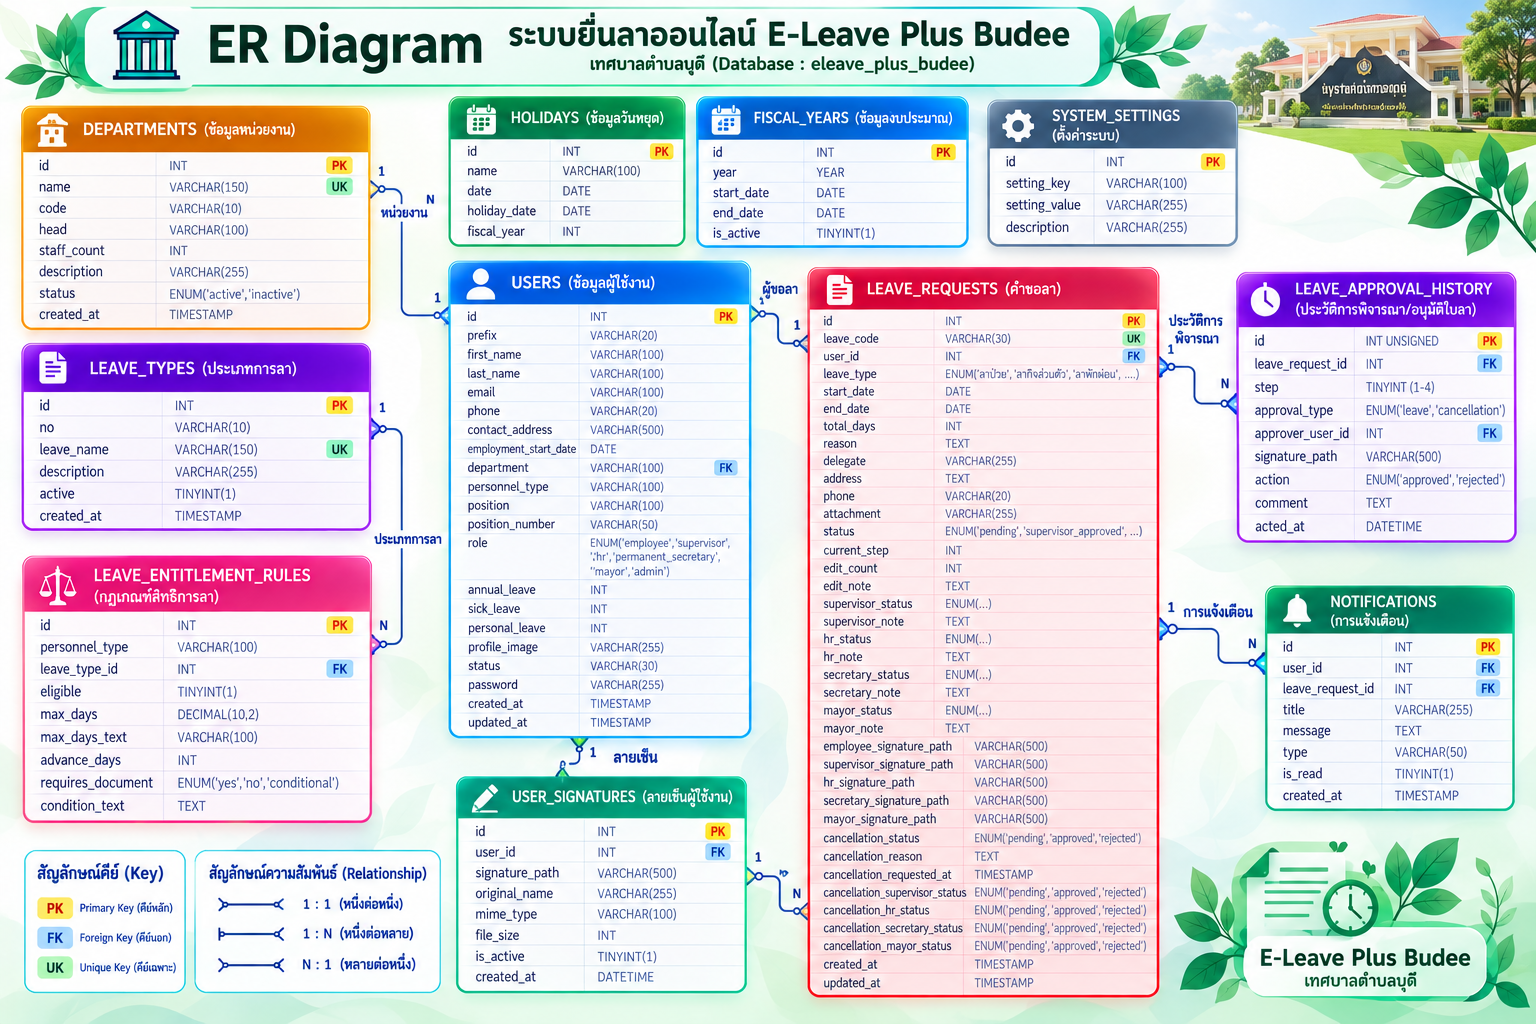 ER Diagram ระบบยื่นลาออนไลน์ E-Leave Plus Budee
เทศบาลตำบลบุดี (Database : eleave_plus_budee)
DEPARTMENTS (ข้อมูลหน่วยงาน)
id INT PK
name VARCHAR(150) UK
code VARCHAR(10)
head VARCHAR(100)
staff_count INT
description VARCHAR(255)
status ENUM('active','inactive')
created_at TIMESTAMP
1
N
หน่วยงาน
1
HOLIDAYS (ข้อมูลวันหยุด)
id INT PK
name VARCHAR(100)
date DATE
holiday_date DATE
fiscal_year INT
FISCAL_YEARS (ข้อมูลงบประมาณ)
id INT PK
year YEAR
start_date DATE
end_date DATE
is_active TINYINT(1)
SYSTEM_SETTINGS
(ตั้งค่าระบบ)
id INT PK
setting_key VARCHAR(100)
setting_value VARCHAR(255)
description VARCHAR(255)
LEAVE_TYPES (ประเภทการลา)
id INT PK
no VARCHAR(10)
leave_name VARCHAR(150) UK
description VARCHAR(255)
active TINYINT(1)
created_at TIMESTAMP
1
ประเภทการลา
N
LEAVE_ENTITLEMENT_RULES
(กฎเกณฑ์สิทธิการลา)
id INT PK
personnel_type VARCHAR(100)
leave_type_id INT FK
eligible TINYINT(1)
max_days DECIMAL(10,2)
max_days_text VARCHAR(100)
advance_days INT
requires_document ENUM('yes','no','conditional')
condition_text TEXT
USERS (ข้อมูลผู้ใช้งาน)
id INT PK
prefix VARCHAR(20)
first_name VARCHAR(100)
last_name VARCHAR(100)
email VARCHAR(100)
phone VARCHAR(20)
contact_address VARCHAR(500)
employment_start_date DATE
department VARCHAR(100) FK
personnel_type VARCHAR(100)
position VARCHAR(100)
position_number VARCHAR(50)
role ENUM('employee','supervisor',
'hr','permanent_secretary',
'mayor','admin')
annual_leave INT
sick_leave INT
personal_leave INT
profile_image VARCHAR(255)
status VARCHAR(30)
password VARCHAR(255)
created_at TIMESTAMP
updated_at TIMESTAMP
1 ลายเซ็น
USER_SIGNATURES (ลายเซ็นผู้ใช้งาน)
id INT PK
user_id INT FK
signature_path VARCHAR(500)
original_name VARCHAR(255)
mime_type VARCHAR(100)
file_size INT
is_active TINYINT(1)
created_at DATETIME
1
N
ผู้ขอลา
1
1
LEAVE_REQUESTS (คำขอลา)
id INT PK
leave_code VARCHAR(30) UK
user_id INT FK
leave_type ENUM('ลาป่วย', 'ลากิจส่วนตัว', 'ลาพักผ่อน', ....)
start_date DATE
end_date DATE
total_days INT
reason TEXT
delegate VARCHAR(255)
address TEXT
phone VARCHAR(20)
attachment VARCHAR(255)
status ENUM('pending', 'supervisor_approved', ...)
current_step INT
edit_count INT
edit_note TEXT
supervisor_status ENUM(...)
supervisor_note TEXT
hr_status ENUM(...)
hr_note TEXT
secretary_status ENUM(...)
secretary_note TEXT
mayor_status ENUM(...)
mayor_note TEXT
employee_signature_path VARCHAR(500)
supervisor_signature_path VARCHAR(500)
hr_signature_path VARCHAR(500)
secretary_signature_path VARCHAR(500)
mayor_signature_path VARCHAR(500)
cancellation_status ENUM('pending', 'approved', 'rejected')
cancellation_reason TEXT
cancellation_requested_at TIMESTAMP
cancellation_supervisor_status ENUM('pending', 'approved', 'rejected')
cancellation_hr_status ENUM('pending', 'approved', 'rejected')
cancellation_secretary_status ENUM('pending', 'approved', 'rejected')
cancellation_mayor_status ENUM('pending', 'approved', 'rejected')
created_at TIMESTAMP
updated_at TIMESTAMP
ประวัติการ
พิจารณา
1
N
LEAVE_APPROVAL_HISTORY
(ประวัติการพิจารณา/อนุมัติใบลา)
id INT UNSIGNED PK
leave_request_id INT FK
step TINYINT (1-4)
approval_type ENUM('leave','cancellation')
approver_user_id INT FK
signature_path VARCHAR(500)
action ENUM('approved','rejected')
comment TEXT
acted_at DATETIME
1 การแจ้งเตือน
N
NOTIFICATIONS
(การแจ้งเตือน)
id INT PK
user_id INT FK
leave_request_id INT FK
title VARCHAR(255)
message TEXT
type VARCHAR(50)
is_read TINYINT(1)
created_at TIMESTAMP
สัญลักษณ์คีย์ (Key)
PK Primary Key (คีย์หลัก)
FK Foreign Key (คีย์นอก)
UK Unique Key (คีย์เฉพาะ)
สัญลักษณ์ความสัมพันธ์ (Relationship)
1 : 1 (หนึ่งต่อหนึ่ง)
1 : N (หนึ่งต่อหลาย)
N : 1 (หลายต่อหนึ่ง)
E-Leave Plus Budee
เทศบาลตำบลบุดี